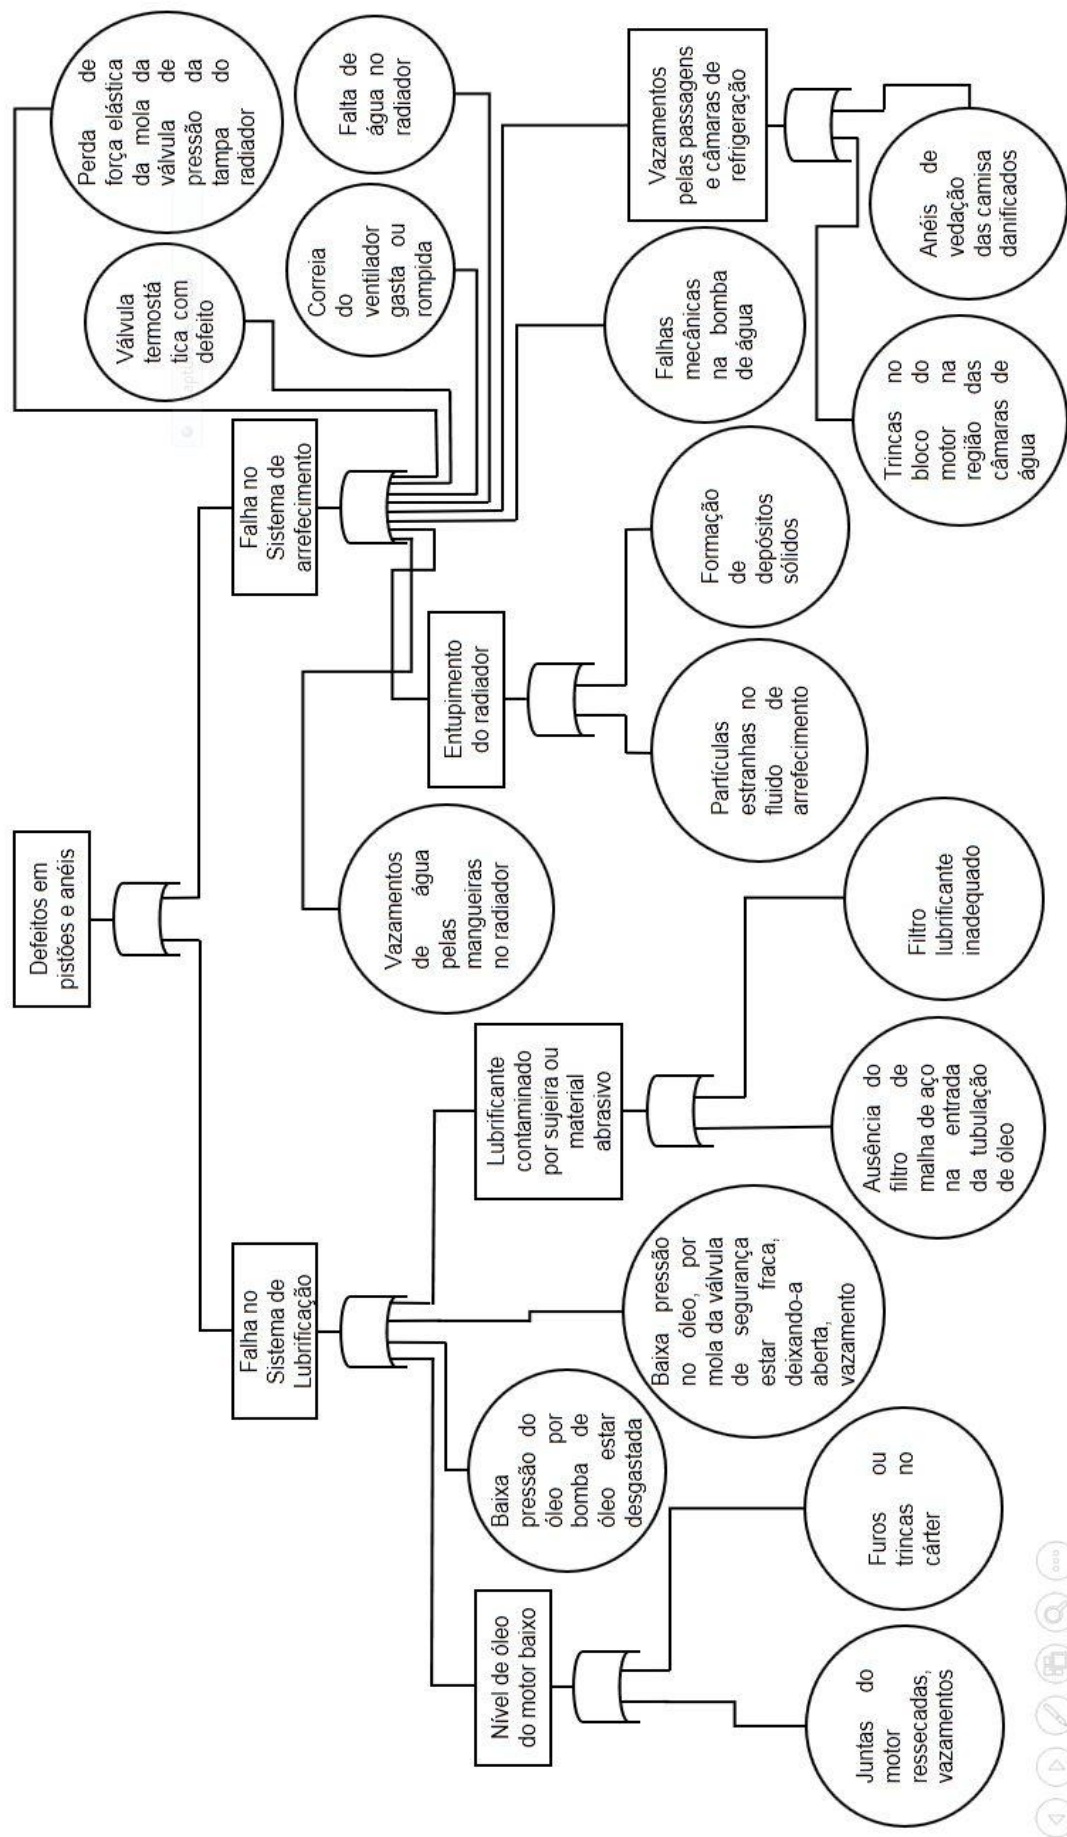 Defeitos em
pistões e anéis
Falha no
Sistema de
Lubrificação
Falha no
Sistema de
arrefecimento
Nível de óleo
do motor baixo
Baixa
pressão do
óleo por
bomba de
óleo estar
desgastada
Baixa pressão
no óleo, por
mola da válvula
de segurança
estar fraca,
deixando-a
aberta,
vazamento
Lubrificante
contaminado
por sujeira ou
material
abrasivo
Vazamentos
de água
pelas
mangueiras
no radiador
Entupimento
do radiador
Válvula
termostá
tica com
defeito
Perda de
força elástica
da mola da
válvula de
pressão da
tampa do
radiador
Correia
do
ventilador
gasta ou
rompida
Falta de
água no
radiador
Falhas
mecânicas
na bomba
de água
Vazamentos
pelas passagens
e câmaras de
refrigeração
Juntas do
motor
ressecadas,
vazamentos
Furos ou
trincas no
cárter
Ausência do
filtro de
malha de aço
na entrada
da tubulação
de óleo
Filtro
lubrificante
inadequado
Partículas
estranhas no
fluido de
arrefecimento
Formação
de
depósitos
sólidos
Trincas no
bloco do
motor na
região das
câmaras de
água
Anéis de
vedação
das camisa
danificados